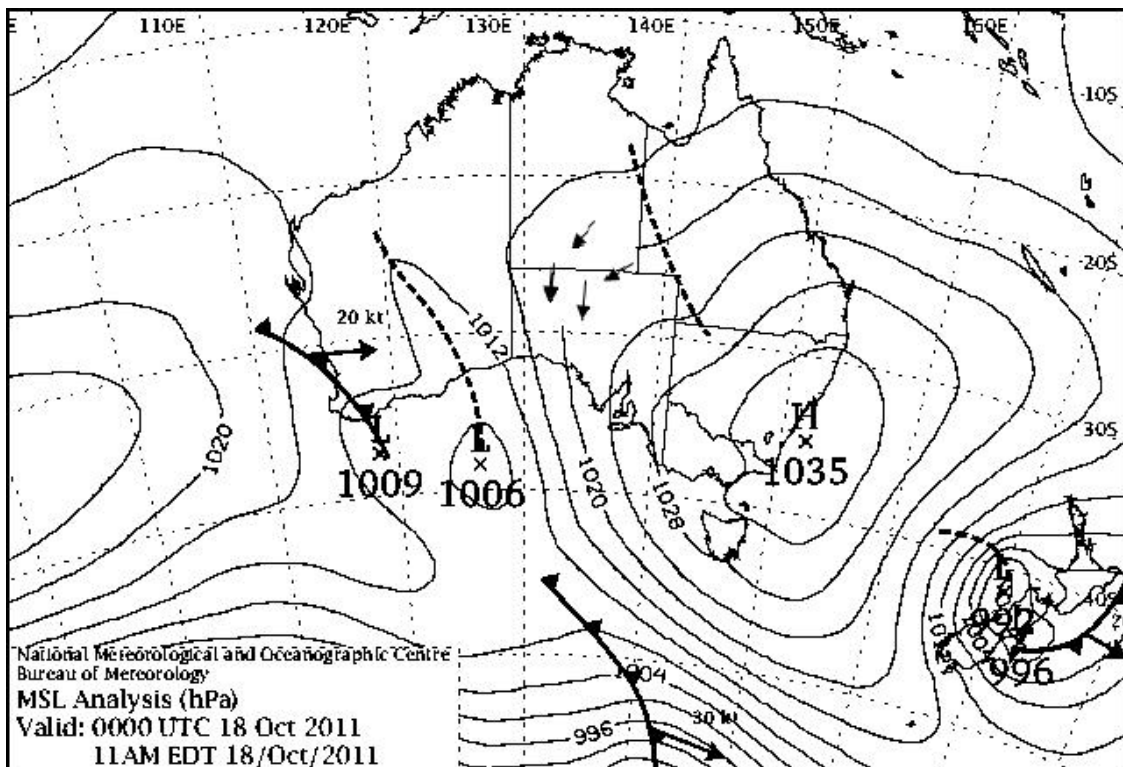 110E 120E 130E 140E 150E 160E
10S
20S
20 kt
1012
1020
L
1009
L
1006
H
1035
30S
1020
1028
L
40S
996
1004
30 kt
996
National Meteorological and Oceanographic Centre
Bureau of Meteorology
MSL Analysis (hPa)
Valid: 0000 UTC 18 Oct 2011
11AM EDT 18/Oct/2011